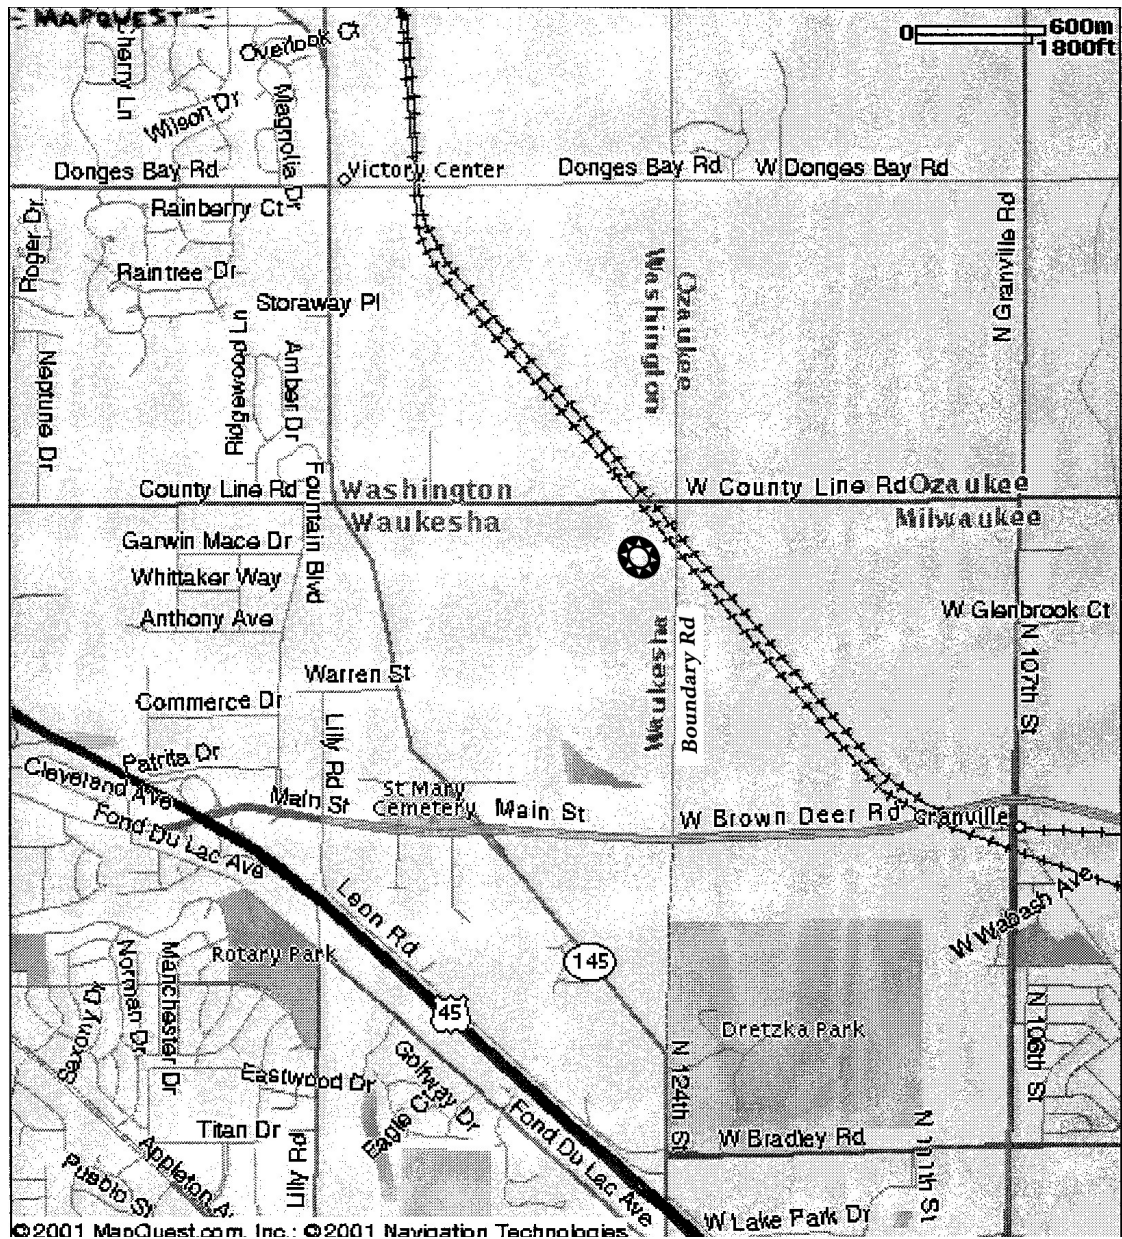 MAPQUEST
0 600m
1800ft
Cherry Ln
Overlook Ct
Wilson Dr
Magnolia Dr
Donges Bay Rd
Victory Center
Donges Bay Rd
W Donges Bay Rd
Roger Dr
Rainberry Ct
N Granville Rd
Raintree Dr
Washington
Ozaukee
Storaway Pl
Ridgewood Ln
Amber Dr
Neptune Dr
County Line Rd
Fountain Blvd
Washington
W County Line Rd
Ozaukee
Waukesha
Milwaukee
Garwin Mace Dr
Whittaker Way
Anthony Ave
W Glenbrook Ct
Waukesha
Boundary Rd
N 107th St
Warren St
Commerce Dr
Lilly Rd
Patrita Dr
Cleveland Ave
Main St
St Mary
Cemetery
Main St
W Brown Deer Rd
Granville
Fond Du Lac Ave
Leon Rd
W Wabash Ave
Rotary Park
145
Norman Dr
Manchester Dr
Saxony Dr
45
Dretzka Park
N 124th St
N 106th St
Eastwood Dr
Golfway Dr
Eagle Ct
Fond Du Lac Ave
Titan Dr
Lilly Rd
W Bradley Rd
N 111th St
Appleton A
Pueblo St
W Lake Park Dr
©2001 MapQuest.com, Inc.; ©2001 Navigation Technologies